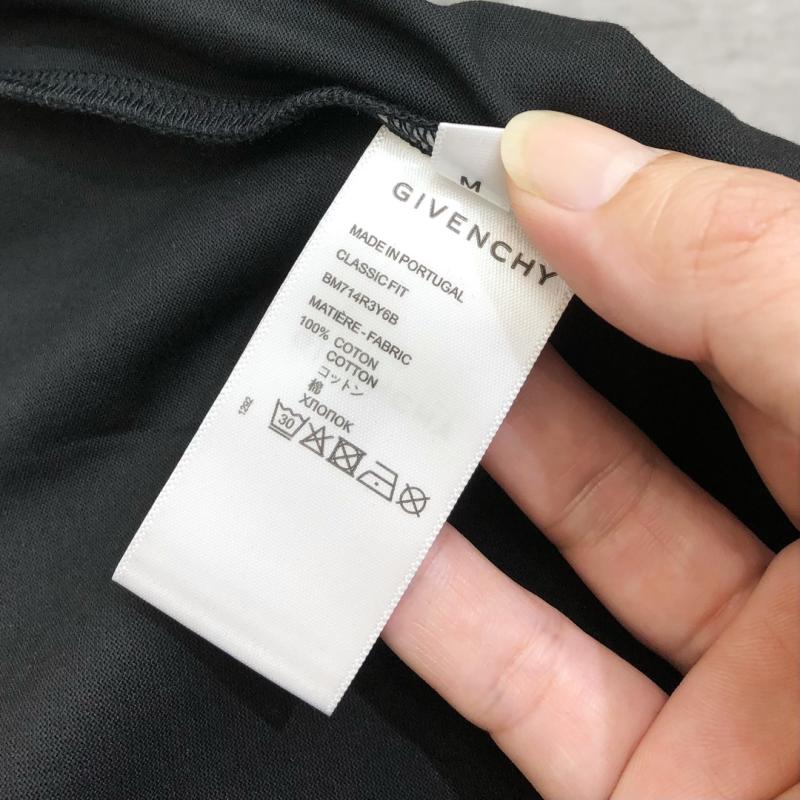 M
GIVENCHY
MADE IN PORTUGAL
CLASSIC FIT
BM714R3Y6B
MATIÈRE - FABRIC
100% COTON
COTTON
コットン
棉
ХЛОПОК
30
1292